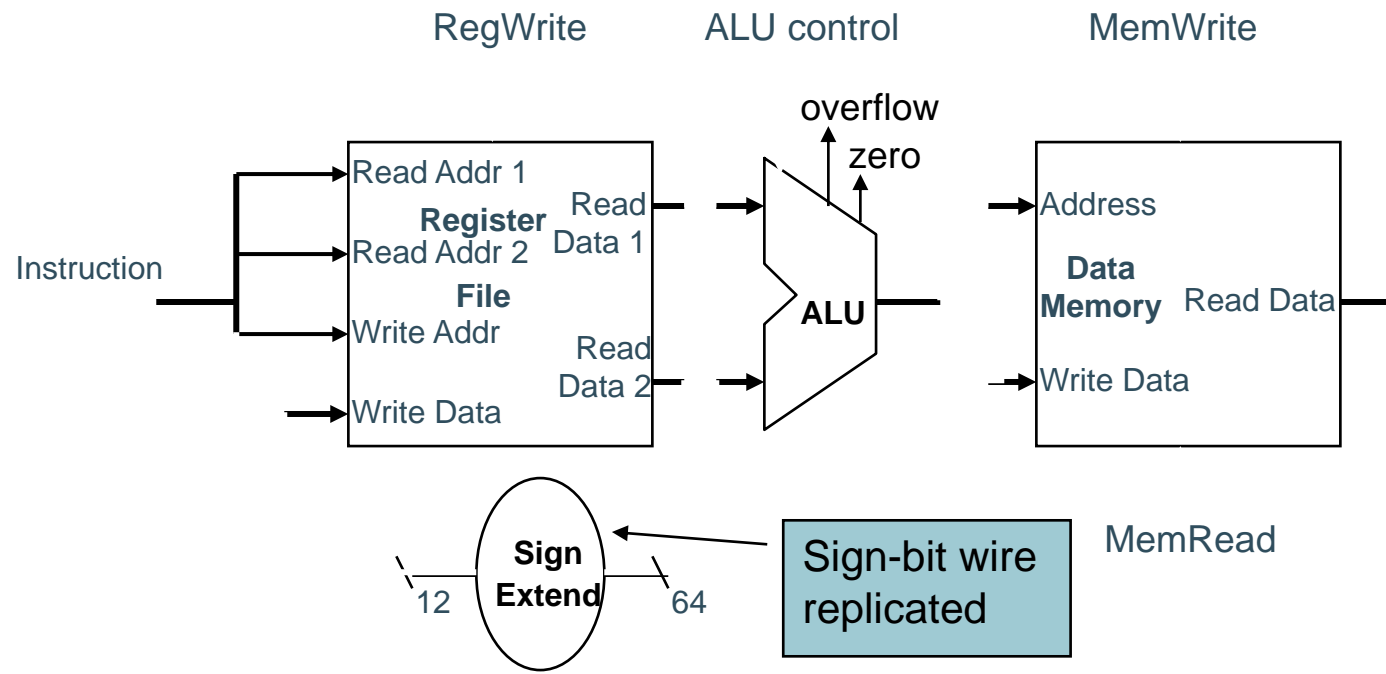 RegWrite
ALU control
MemWrite
overflow
zero
Read Addr 1
Register
Read Addr 2
File
Write Addr
Write Data
Read
Data 1
Read
Data 2
Instruction
ALU
Address
Data
Memory
Read Data
Write Data
Sign
Extend
12
64
Sign-bit wire
replicated
MemRead